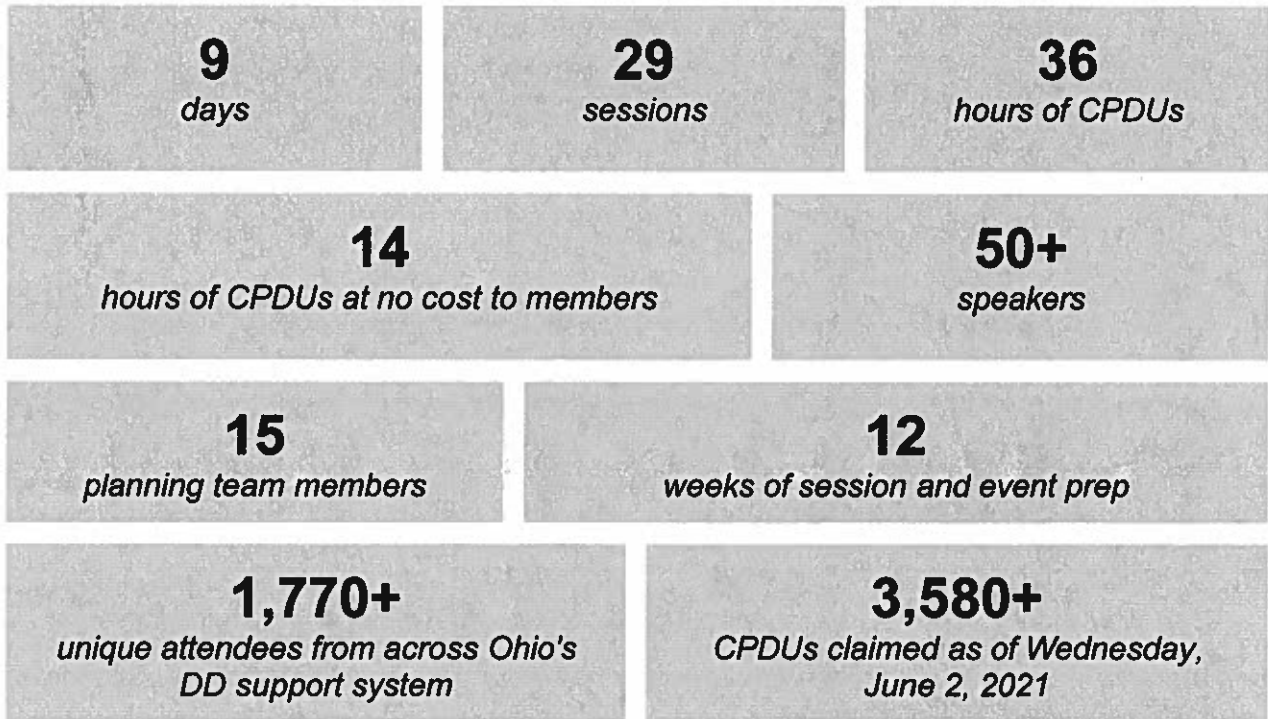 9
days
29
sessions
36
hours of CPDUs
14
hours of CPDUs at no cost to members
50+
speakers
15
planning team members
12
weeks of session and event prep
1,770+
unique attendees from across Ohio's
DD support system
3,580+
CPDUs claimed as of Wednesday,
June 2, 2021